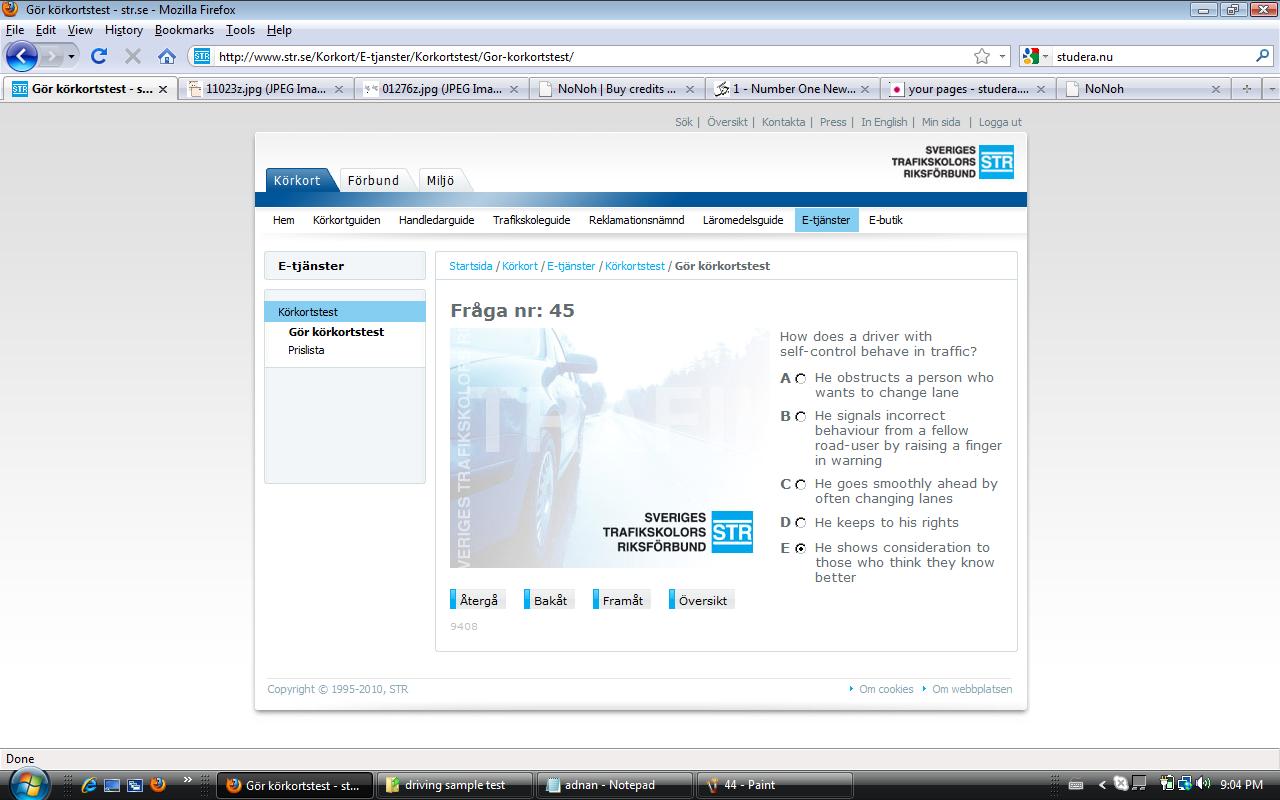 Gör körkortstest - str.se - Mozilla Firefox
File Edit View History Bookmarks Tools Help
STR http://www.str.se/Korkort/E-tjanster/Korkortstest/Gor-korkortstest/ studera.nu
STR Gör körkortstest - s... 11023z.jpg (JPEG Ima... 01276z.jpg (JPEG Ima... NoNoh | Buy credits ... 1 - Number One New... your pages - studera.... NoNoh
Sök | Översikt | Kontakta | Press | In English | Min sida | Logga ut
SVERIGES
TRAFIKSKOLORS STR
RIKSFÖRBUND
Körkort Förbund Miljö
Hem Körkortguiden Handledarguide Trafikskoleguide Reklamationsnämnd Läromedelsguide E-tjänster E-butik
E-tjänster
Startsida / Körkort / E-tjänster / Körkortstest / Gör körkortstest
Körkortstest
Gör körkortstest
Prislista
Fråga nr: 45
SVERIGES TRAFIKSKOLORS
TRAFI
SVERIGES
TRAFIKSKOLORS STR
RIKSFÖRBUND
How does a driver with
self-control behave in traffic?
A He obstructs a person who
wants to change lane
B He signals incorrect
behaviour from a fellow
road-user by raising a finger
in warning
C He goes smoothly ahead by
often changing lanes
D He keeps to his rights
E He shows consideration to
those who think they know
better
Återgå Bakåt Framåt Översikt
9408
Copyright © 1995-2010, STR Om cookies Om webbplatsen
Done
Gör körkortstest - st... driving sample test adnan - Notepad 44 - Paint 9:04 PM